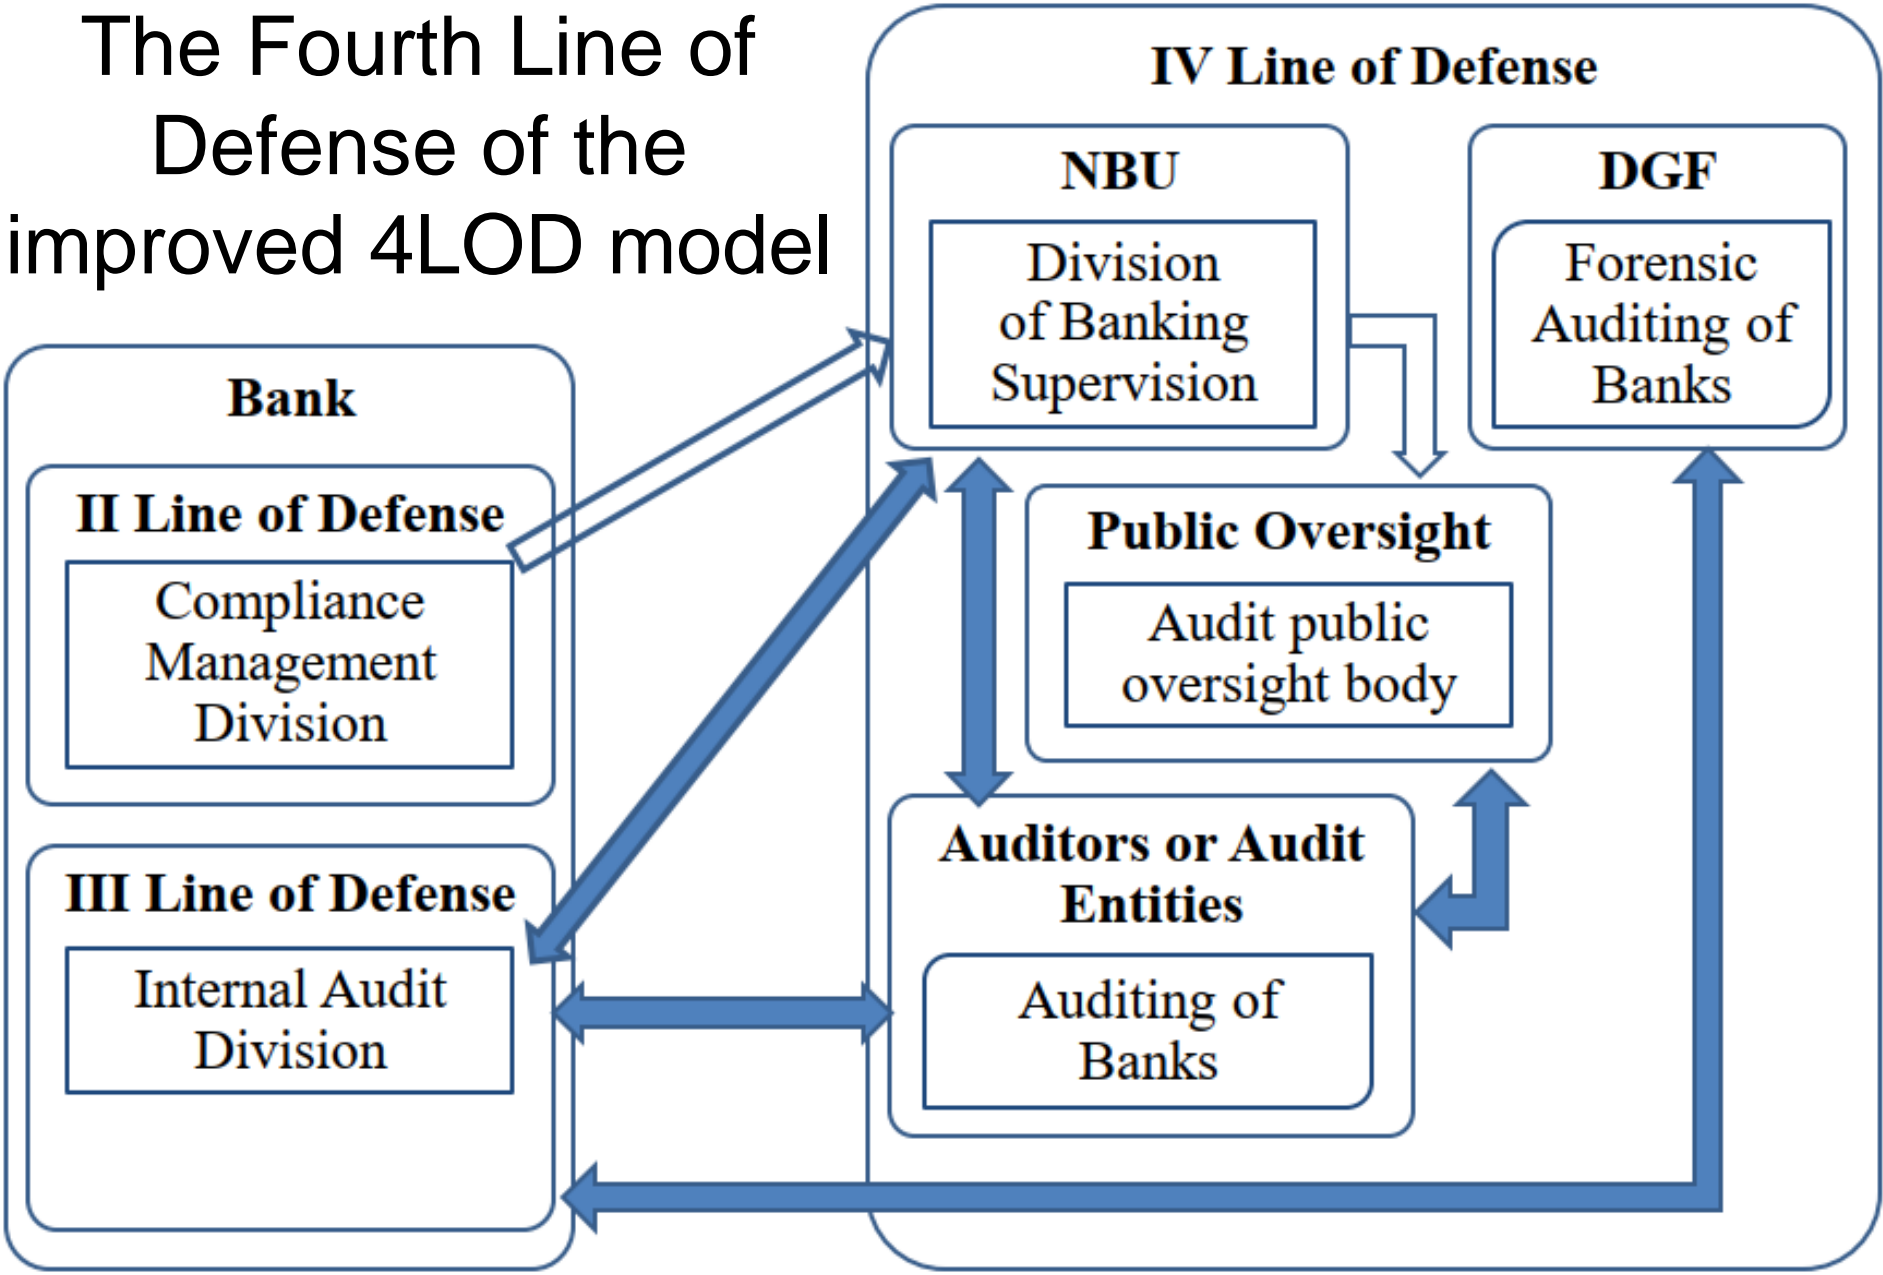 The Fourth Line of
Defense of the
improved 4LOD model
Bank
II Line of Defense
Compliance
Management
Division
III Line of Defense
Internal Audit
Division
IV Line of Defense
NBU
Division
of Banking
Supervision
DGF
Forensic
Auditing of
Banks
Public Oversight
Audit public
oversight body
Auditors or Audit
Entities
Auditing of
Banks